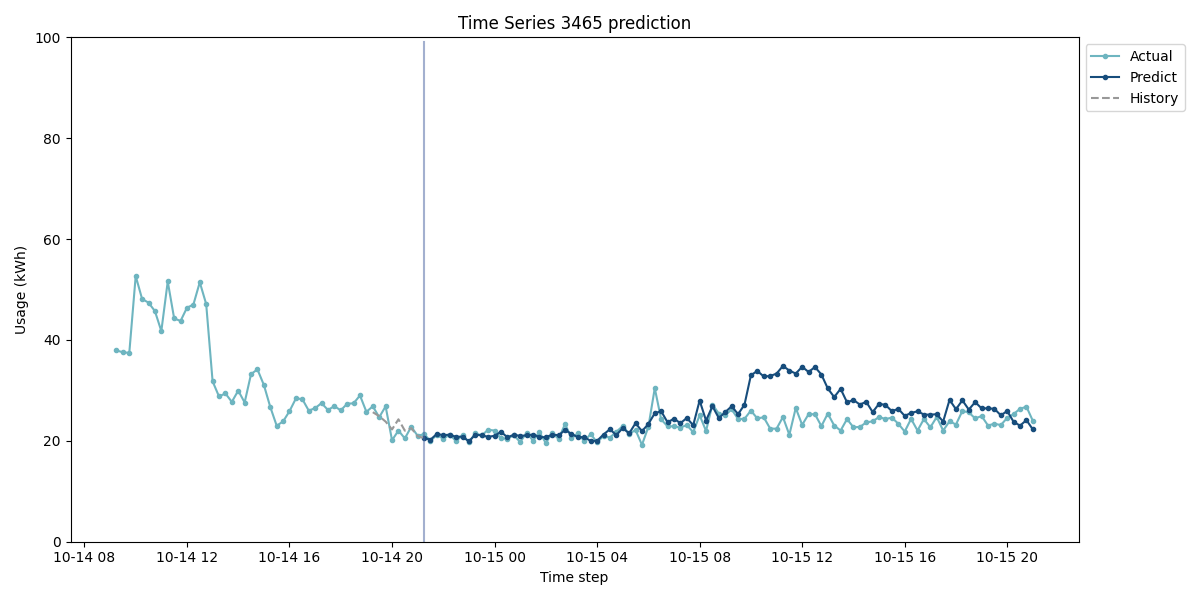 Time Series 3465 prediction
100
80
60
40
20
0
Usage (kWh)
10-14 08
10-14 12
10-14 16
10-14 20
10-15 00
10-15 04
10-15 08
10-15 12
10-15 16
10-15 20
Time step
Actual
Predict
History